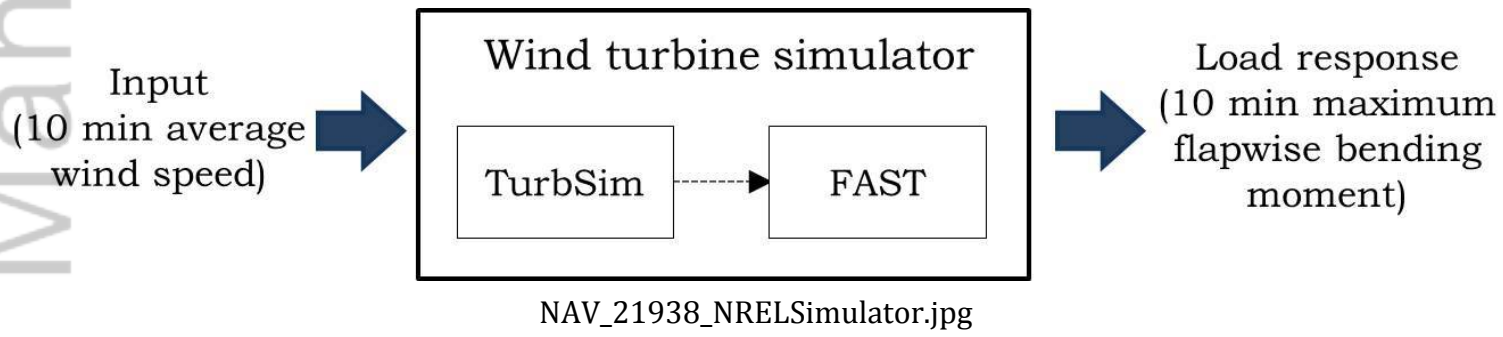 Man
Input
(10 min average
wind speed)
Wind turbine simulator
TurbSim
FAST
Load response
(10 min maximum
flapwise bending
moment)
NAV_21938_NRELSimulator.jpg